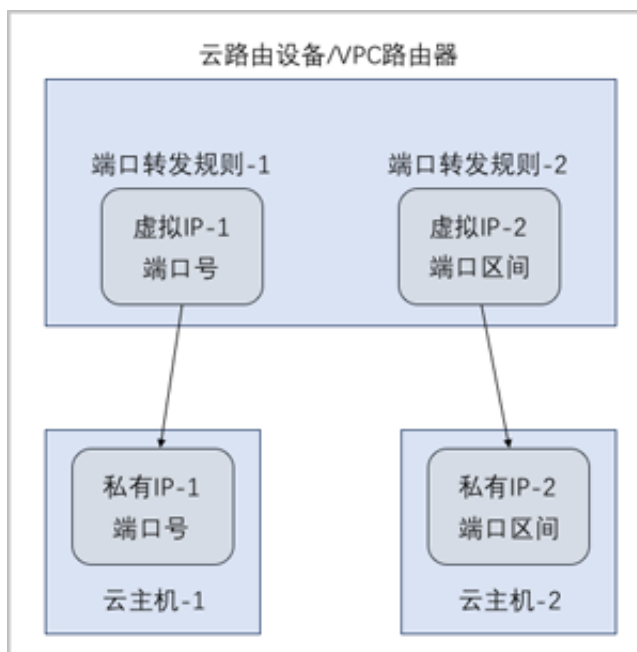 云路由设备/VPC路由器
端口转发规则-1
端口转发规则-2
虚拟IP-1
端口号
虚拟IP-2
端口区间
私有IP-1
端口号
私有IP-2
端口区间
云主机-1
云主机-2